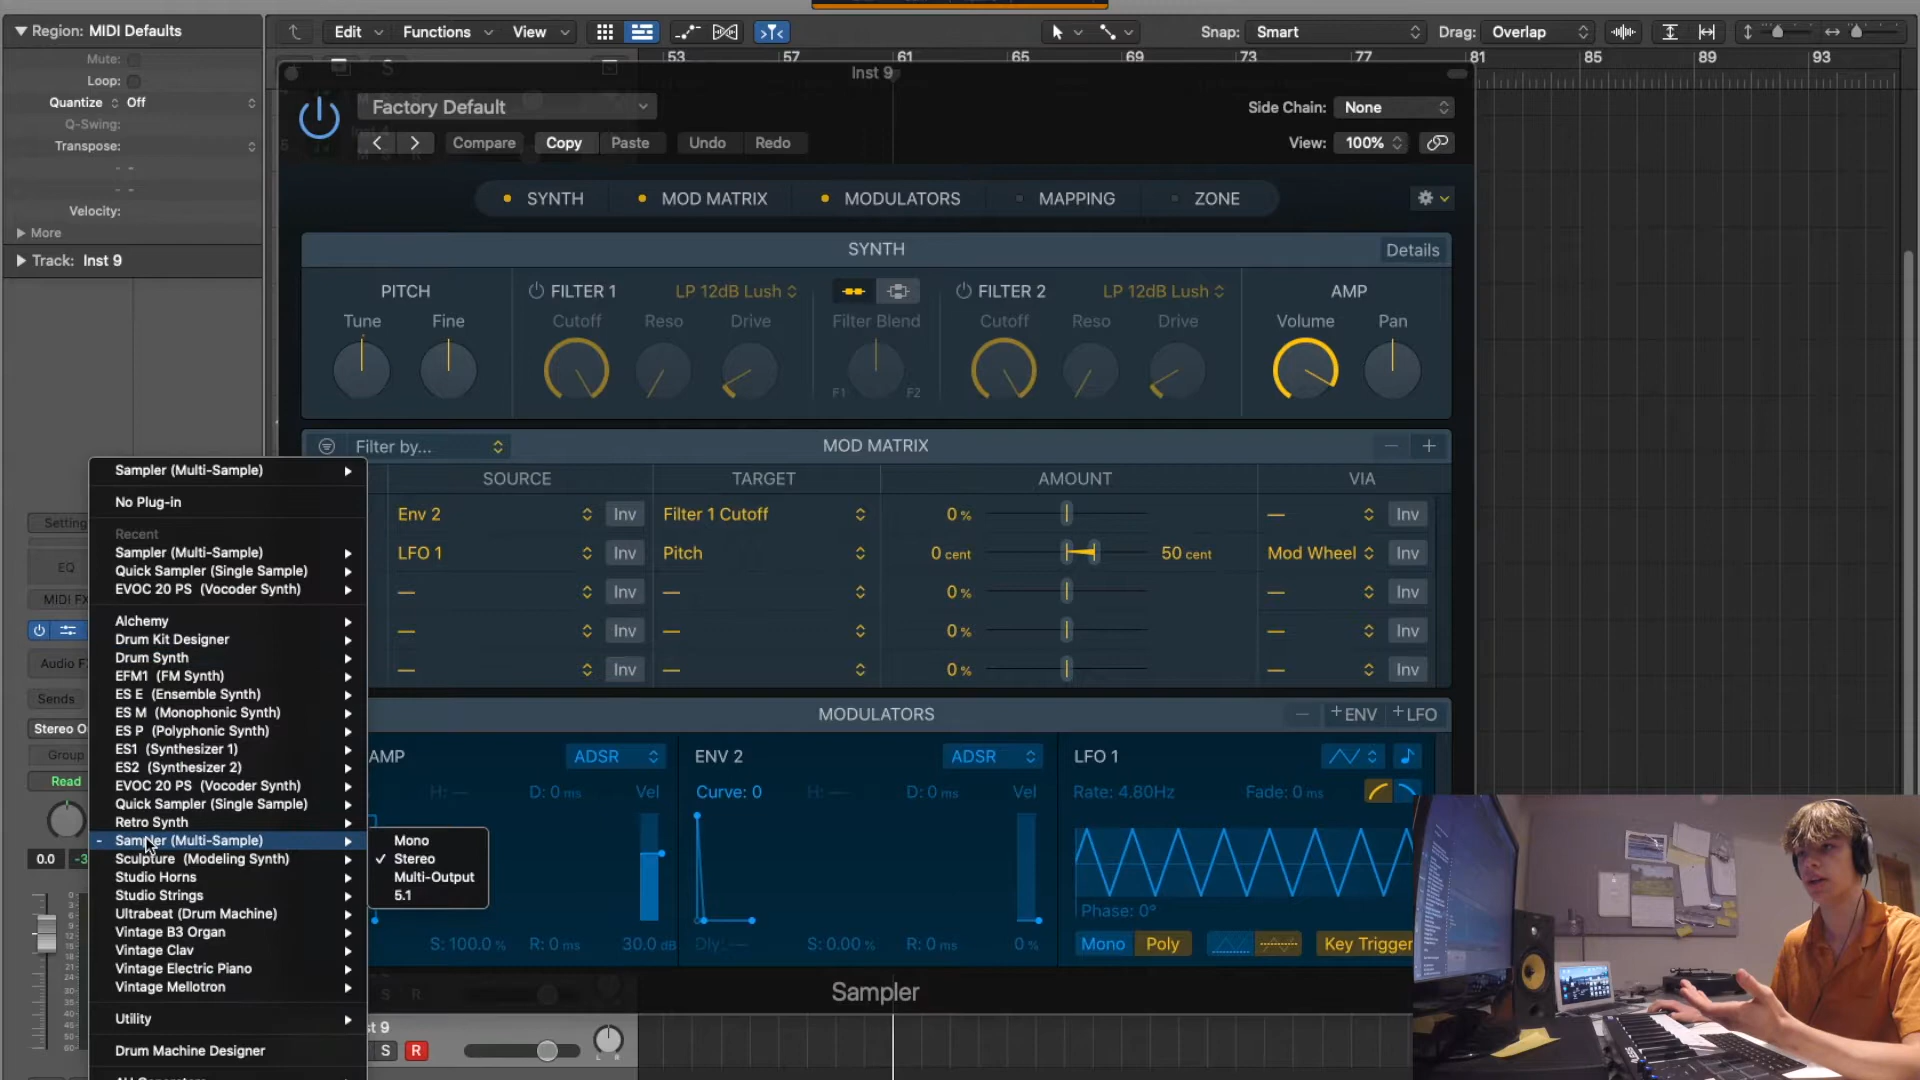 Region: MIDI Defaults
Mute:
Loop:
Quantize Off
Q-Swing:
Transpose:
Velocity:
More
Track: Inst 9
Edit Functions View
Snap: Smart Drag: Overlap
53 57 61 65 69 73 77 81 85 89 93
Inst 9
Factory Default
Side Chain: None
Compare Copy Paste Undo Redo
View: 100%
SYNTH MOD MATRIX MODULATORS MAPPING ZONE
SYNTH Details
PITCH FILTER 1 LP 12dB Lush FILTER 2 LP 12dB Lush AMP
Tune Fine Cutoff Reso Drive Filter Blend Cutoff Reso Drive Volume Pan
F1 F2
Filter by... MOD MATRIX
SOURCE TARGET AMOUNT VIA
Env 2 Inv Filter 1 Cutoff 0 % — Inv
LFO 1 Inv Pitch 0 cent 50 cent Mod Wheel Inv
— Inv — 0 % — Inv
— Inv — 0 % — Inv
— Inv — 0 % — Inv
MODULATORS + ENV + LFO
AMP ADSR ENV 2 ADSR LFO 1
H: — D: 0 ms Vel Curve: 0 H: — D: 0 ms Vel Rate: 4.80Hz Fade: 0 ms
Phase: 0°
S: 100.0 % R: 0 ms 30.0 dB Dly: — S: 0.00 % R: 0 ms 0 % Mono Poly Key Trigger
Sampler
Setting
EQ
MIDI FX
Audio F
Sends
Stereo O
Group
Read
0.0 -3
Sampler (Multi-Sample)
No Plug-in
Recent
Sampler (Multi-Sample)
Quick Sampler (Single Sample)
EVOC 20 PS (Vocoder Synth)
Alchemy
Drum Kit Designer
Drum Synth
EFM1 (FM Synth)
ES E (Ensemble Synth)
ES M (Monophonic Synth)
ES P (Polyphonic Synth)
ES1 (Synthesizer 1)
ES2 (Synthesizer 2)
EVOC 20 PS (Vocoder Synth)
Quick Sampler (Single Sample)
Retro Synth
Sampler (Multi-Sample)
Sculpture (Modeling Synth)
Studio Horns
Studio Strings
Ultrabeat (Drum Machine)
Vintage B3 Organ
Vintage Clav
Vintage Electric Piano
Vintage Mellotron
Utility
Drum Machine Designer
Mono
Stereo
Multi-Output
5.1
S R
st 9
S R
L R